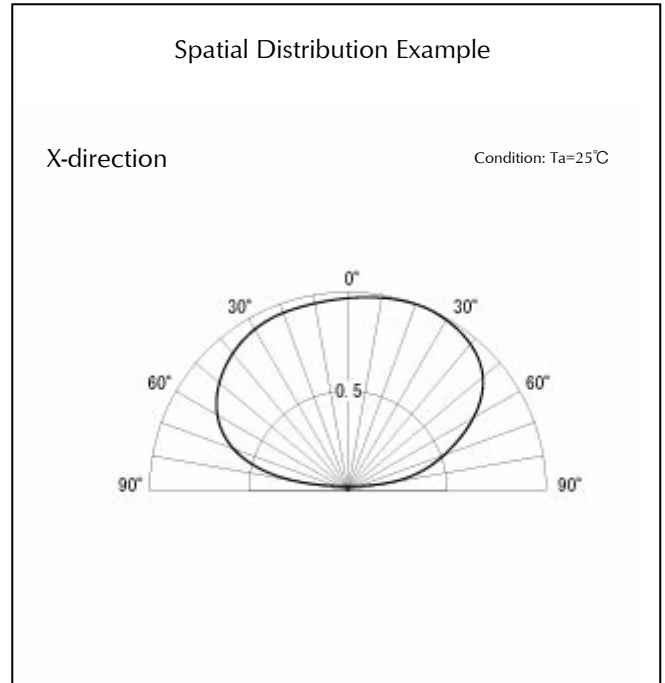 Spatial Distribution Example
X-direction
Condition: Ta=25℃
0°
30°
30°
60°
60°
0.5
90°
90°